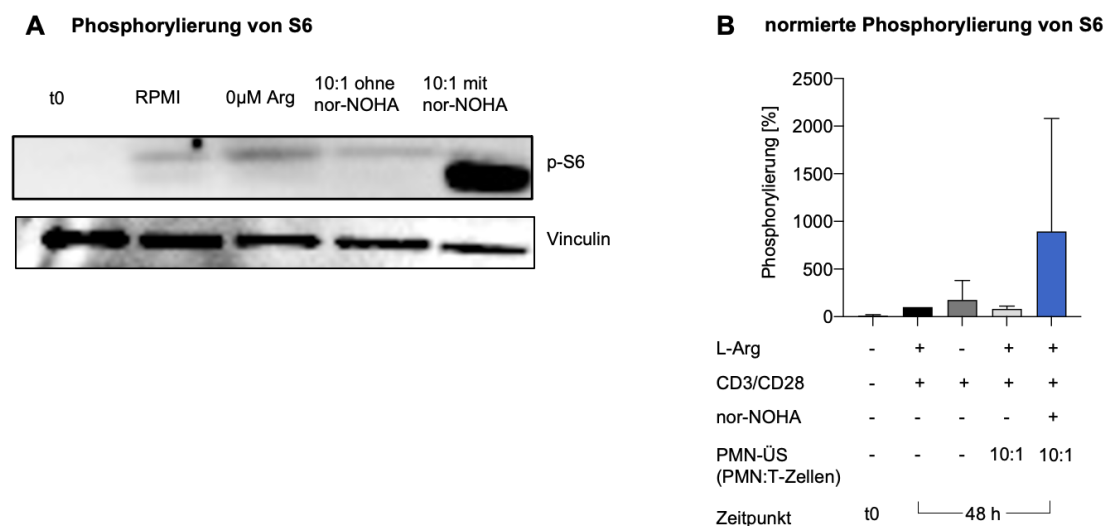 A Phosphorylierung von S6
t0
RPMI
0µM Arg
10:1 ohne
nor-NOHA
10:1 mit
nor-NOHA
p-S6
Vinculin
B normierte Phosphorylierung von S6
Phosphorylierung [%]
2500
2000
1500
1000
500
0
L-Arg - + - + +
CD3/CD28 - + + + +
nor-NOHA - - - - +
PMN-ÜS - - - 10:1 10:1
(PMN:T-Zellen)
Zeitpunkt t0 48 h